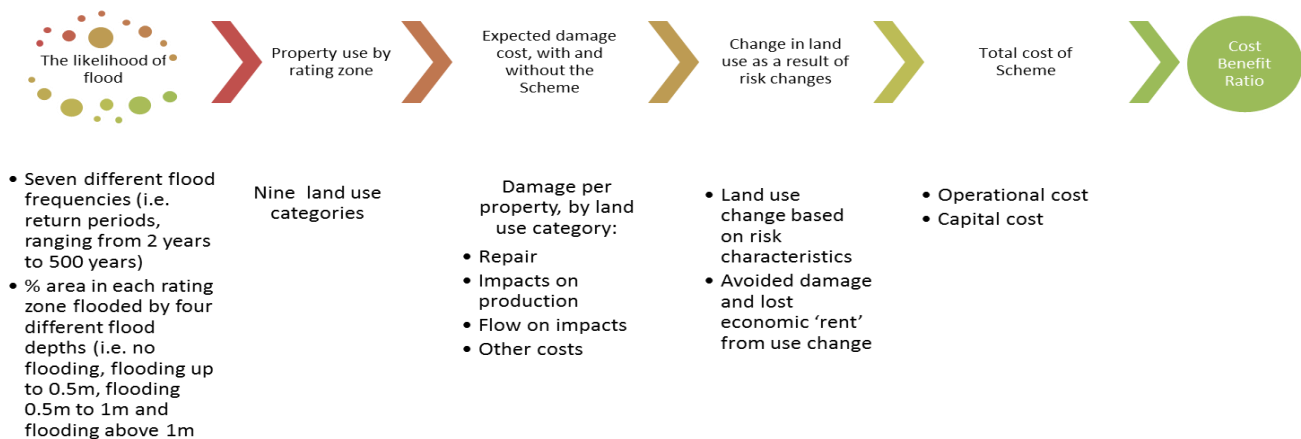 The likelihood of
flood
Property use by
rating zone
Expected damage
cost, with and
without the
Scheme
Change in land
use as a result of
risk changes
Total cost of
Scheme
Cost
Benefit
Ratio
• Seven different flood
frequencies (i.e.
return periods,
ranging from 2 years
to 500 years)
• % area in each rating
zone flooded by four
different flood
depths (i.e. no
flooding, flooding up
to 0.5m, flooding
0.5m to 1m and
flooding above 1m
Nine land use
categories
Damage per
property, by land
use category:
• Repair
• Impacts on
production
• Flow on impacts
• Other costs
• Land use
change based
on risk
characteristics
• Avoided damage
and lost
economic ‘rent’
from use change
• Operational cost
• Capital cost